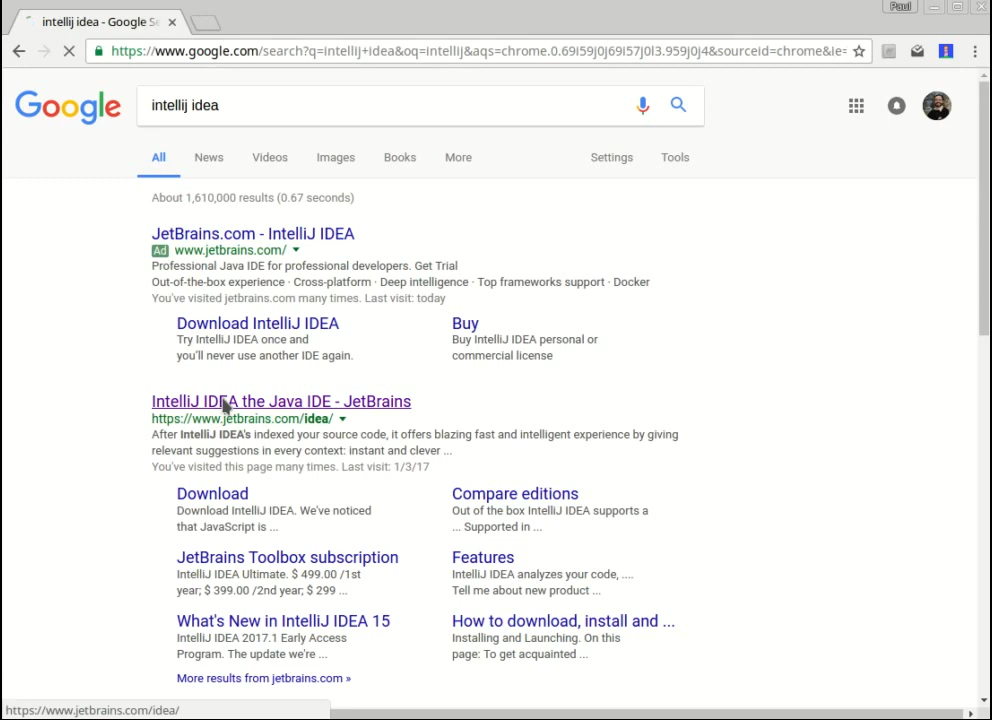 Paul
intellij idea - Google Se
https://www.google.com/search?q=intellij+idea&oq=intellij&aqs=chrome.0.69i59j0j69i57j0l3.959j0j4&sourceid=chrome&ie=
Google
intellij idea
All News Videos Images Books More Settings Tools
About 1,610,000 results (0.67 seconds)
JetBrains.com - IntelliJ IDEA
Ad www.jetbrains.com/
Professional Java IDE for professional developers. Get Trial
Out-of-the-box experience · Cross-platform · Deep intelligence · Top frameworks support · Docker
You've visited jetbrains.com many times. Last visit: today
Download IntelliJ IDEA
Try IntelliJ IDEA once and
you'll never use another IDE again.
Buy
Buy IntelliJ IDEA personal or
commercial license
IntelliJ IDEA the Java IDE - JetBrains
https://www.jetbrains.com/idea/
After IntelliJ IDEA's indexed your source code, it offers blazing fast and intelligent experience by giving
relevant suggestions in every context: instant and clever ...
You've visited this page many times. Last visit: 1/3/17
Download
Download IntelliJ IDEA. We've noticed
that JavaScript is ...
Compare editions
Out of the box IntelliJ IDEA supports a
... Supported in ...
JetBrains Toolbox subscription
IntelliJ IDEA Ultimate. $ 499.00 /1st
year; $ 399.00 /2nd year; $ 299 ...
Features
IntelliJ IDEA analyzes your code, ....
Tell me about new product ...
What's New in IntelliJ IDEA 15
IntelliJ IDEA 2017.1 Early Access
Program. The update we're ...
How to download, install and ...
Installing and Launching. On this
page: To get acquainted ...
More results from jetbrains.com »
https://www.jetbrains.com/idea/